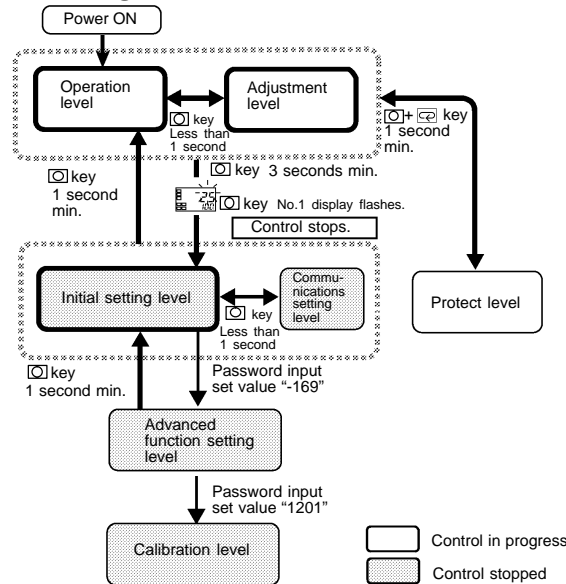 Power ON
Operation
level
Adjustment
level
key
Less than
1 second
+ key
1 second
min.
key
1 second
min.
key 3 seconds min.
25
100
key No.1 display flashes.
Control stops.
Initial setting level
Commu-
nications
setting
level
key
Less than
1 second
Protect level
key
1 second min.
Password input
set value “-169”
Advanced
function setting
level
Password input
set value “1201”
Calibration level
Control in progress
Control stopped